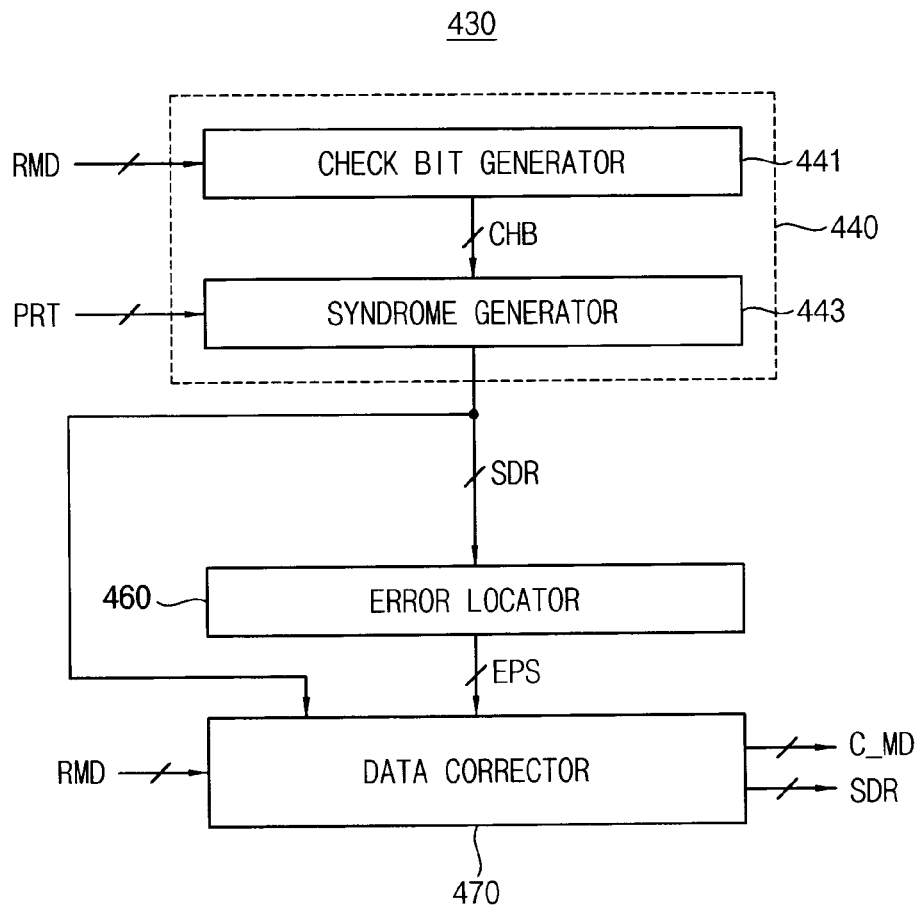 430
RMD
CHECK BIT GENERATOR
441
CHB
440
PRT
SYNDROME GENERATOR
443
SDR
460
ERROR LOCATOR
EPS
RMD
DATA CORRECTOR
C_MD
SDR
470